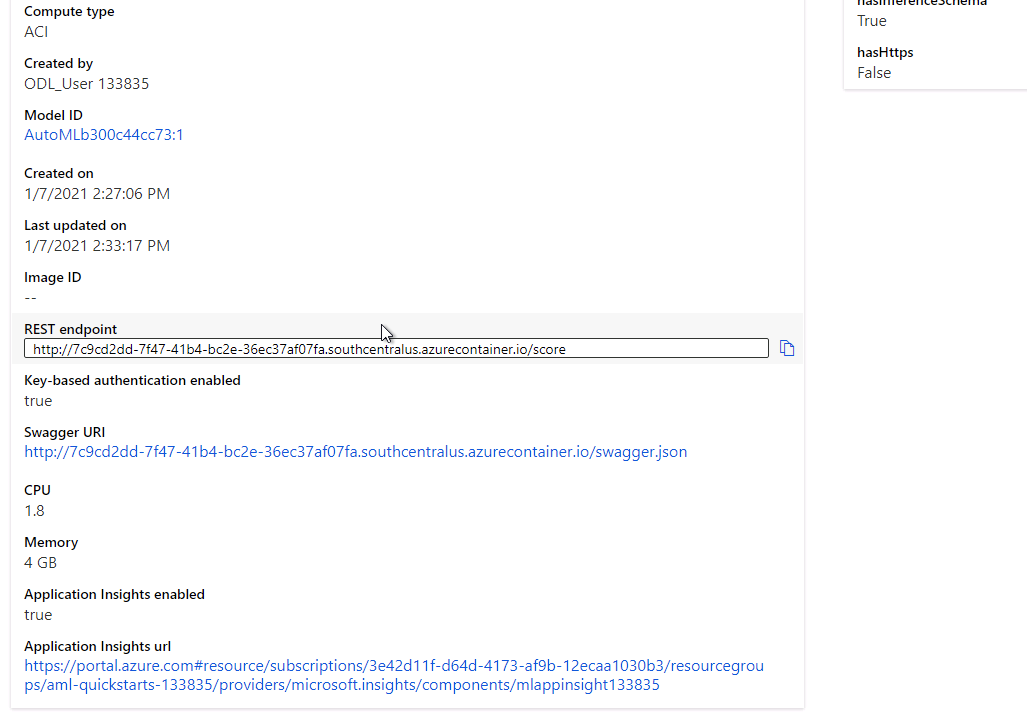 Compute type
ACI
Created by
ODL_User 133835
Model ID
AutoMLb300c44cc73:1
Created on
1/7/2021 2:27:06 PM
Last updated on
1/7/2021 2:33:17 PM
Image ID
--
REST endpoint
http://7c9cd2dd-7f47-41b4-bc2e-36ec37af07fa.southcentralus.azurecontainer.io/score
Key-based authentication enabled
true
Swagger URI
http://7c9cd2dd-7f47-41b4-bc2e-36ec37af07fa.southcentralus.azurecontainer.io/swagger.json
CPU
1.8
Memory
4 GB
Application Insights enabled
true
Application Insights url
https://portal.azure.com#resource/subscriptions/3e42d11f-d64d-4173-af9b-12ecaa1030b3/resourcegrou
ps/aml-quickstarts-133835/providers/microsoft.insights/components/mlappinsight133835
hasInferenceSchema
True
hasHttps
False